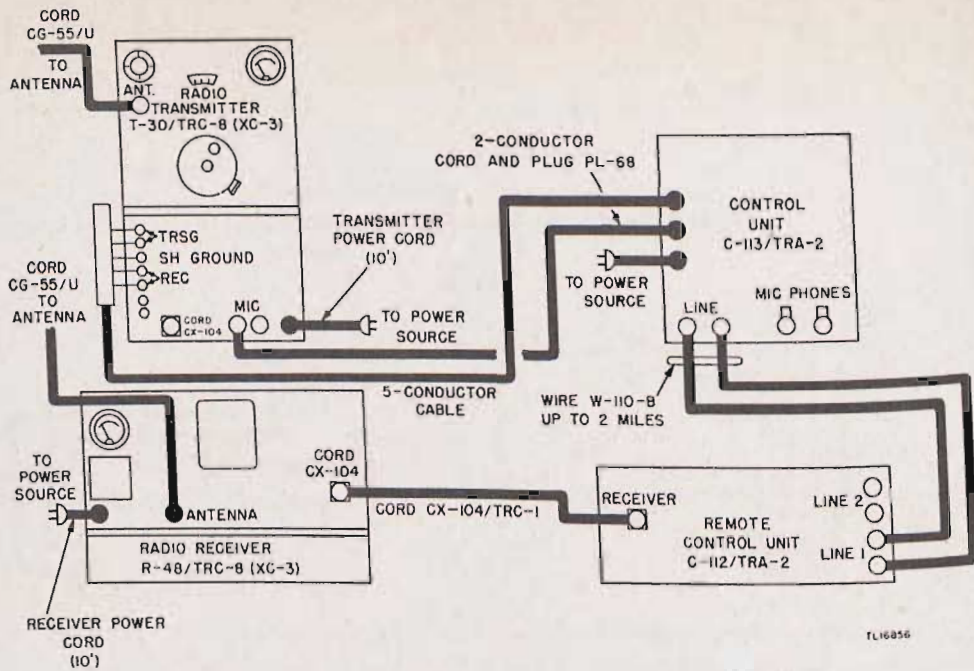 CORD
CG-55/U
TO
ANTENNA
ANT.
RADIO
TRANSMITTER
T-30/TRC-8 (XC-3)
2-CONDUCTOR
CORD AND PLUG PL-68
CONTROL
UNIT
C-113/TRA-2
TRSG
SH GROUND
REC
TRANSMITTER
POWER CORD
(10')
CORD
CG-55/U
TO
ANTENNA
TO POWER
SOURCE
MIC PHONES
LINE
CORD
CX-104
MIC
TO POWER
SOURCE
5-CONDUCTOR
CABLE
WIRE W-110-B
UP TO 2 MILES
TO
POWER
SOURCE
CORD
CX-104
ANTENNA
CORD CX-104/TRC-1
RECEIVER
LINE 2
REMOTE
CONTROL UNIT
C-112/TRA-2
LINE 1
RADIO RECEIVER
R-48/TRC-8 (XC-3)
RECEIVER POWER
CORD
(10')
TL16856